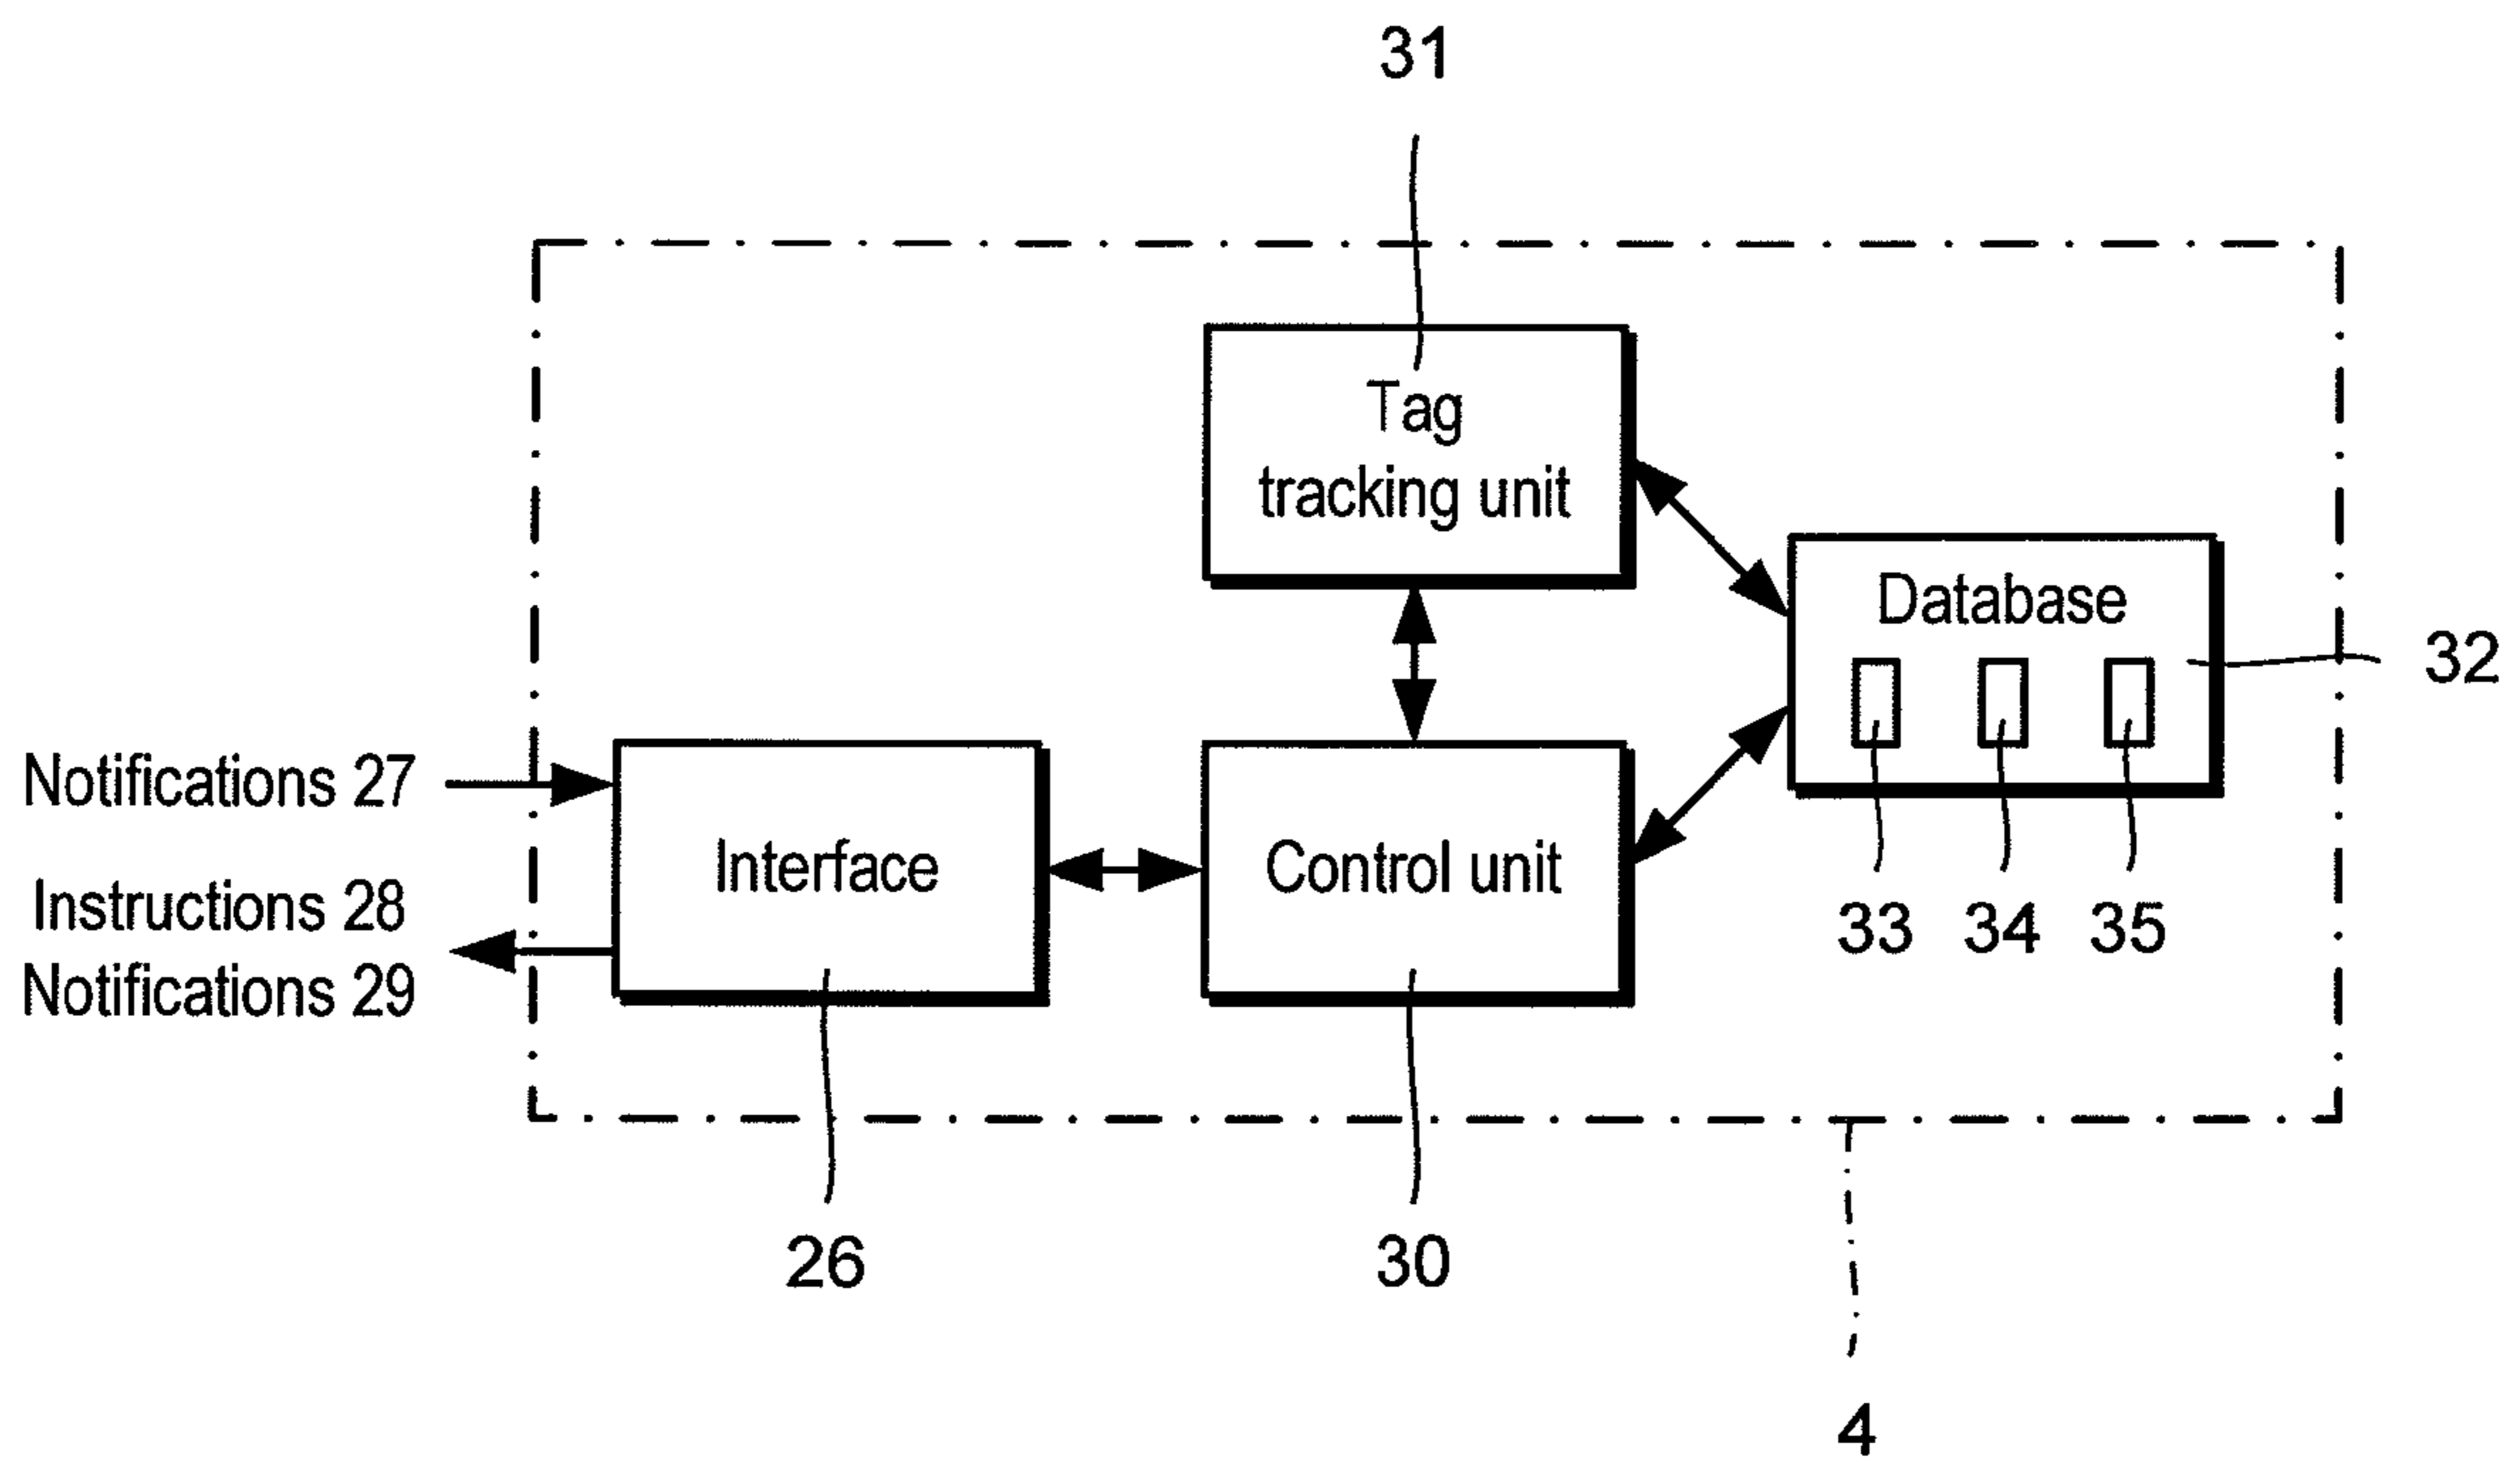 31
Tag
tracking unit
Database
32
Notifications 27
Interface
Control unit
Instructions 28
33 34 35
Notifications 29
26
30
4